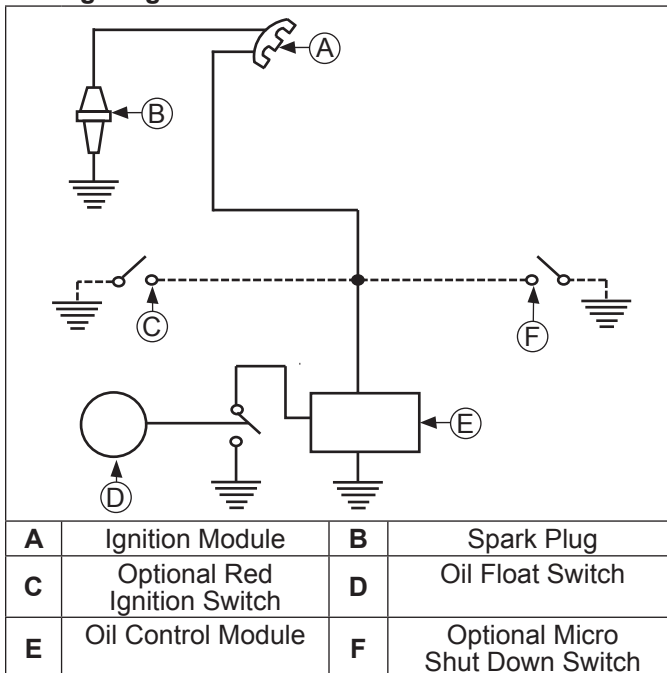 A
B
C
F
E
D
A Ignition Module B Spark Plug
C Optional Red Ignition Switch D Oil Float Switch
E Oil Control Module F Optional Micro Shut Down Switch